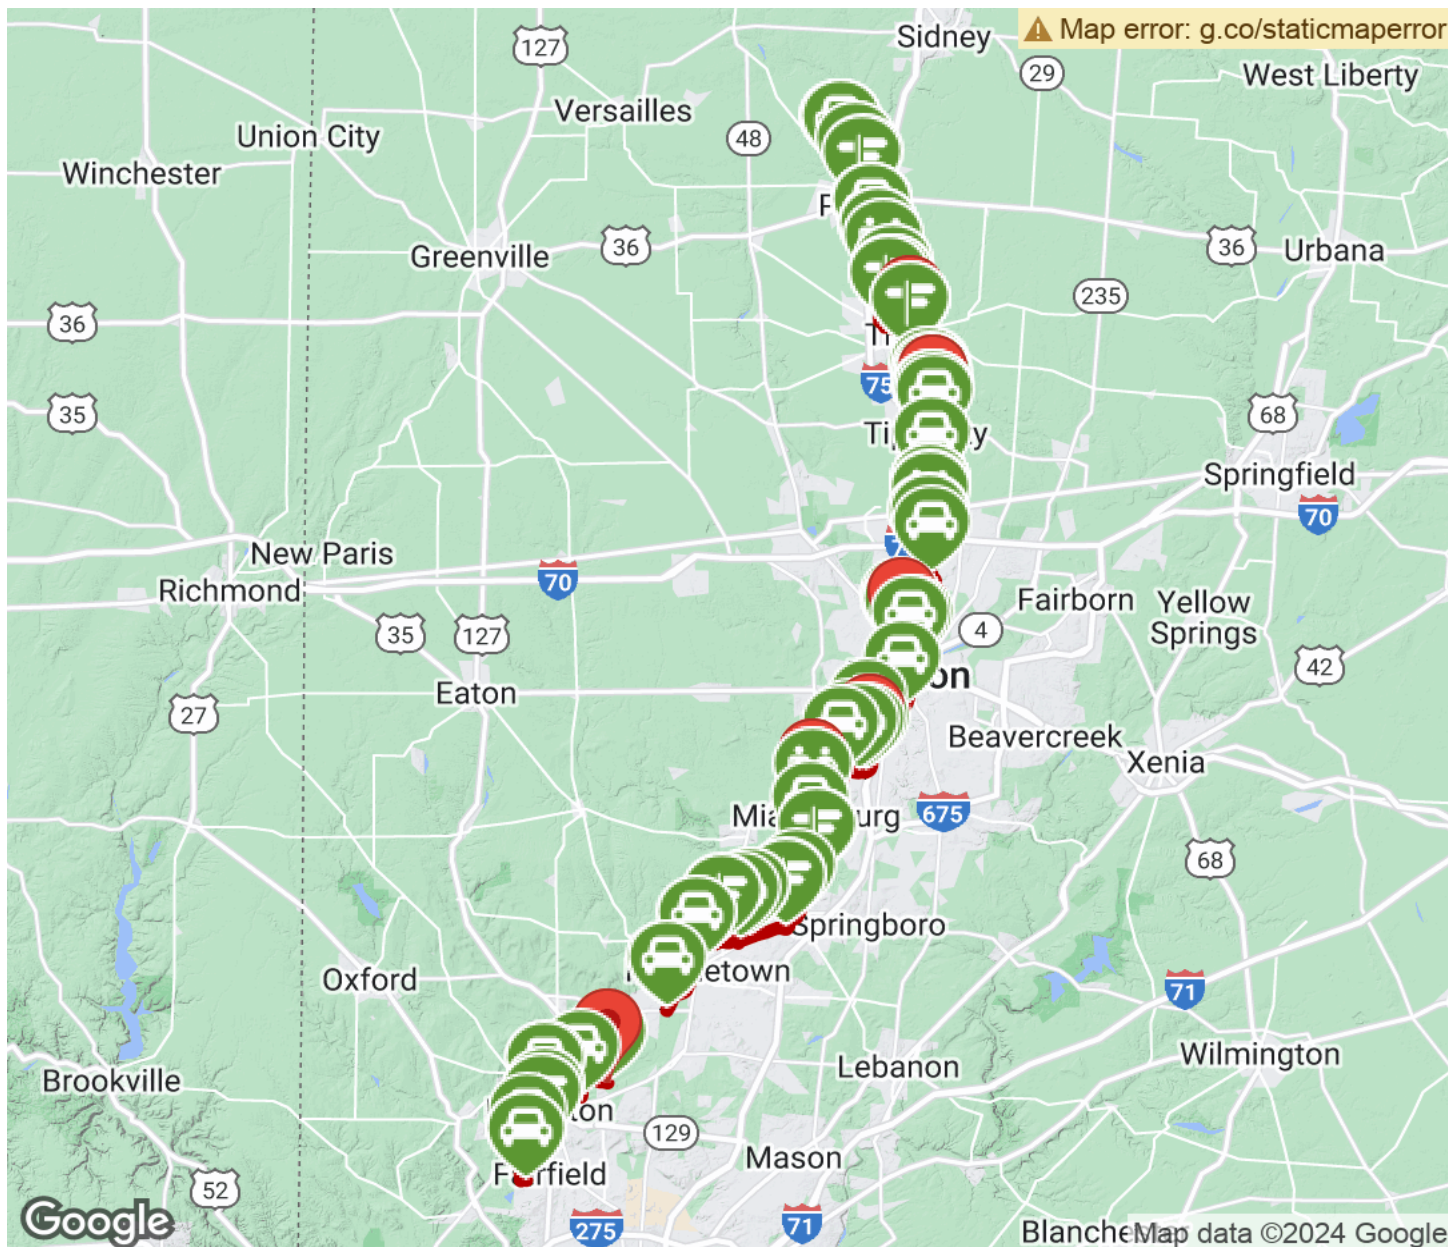 Sidney
Map error: g.co/staticmaperror
127
29
West Liberty
Versailles
Union City
48
Winchester
36
36
Urbana
Greenville
235
36
75
35
68
Springfield
70
New Paris
70
Richmond
Fairborn
Yellow
Springs
35
127
4
42
Eaton
27
Beavercreek
Xenia
675
68
Springboro
Oxford
71
Wilmington
Lebanon
Brookville
129
Mason
52
275
71
Google
Map data ©2024 Google